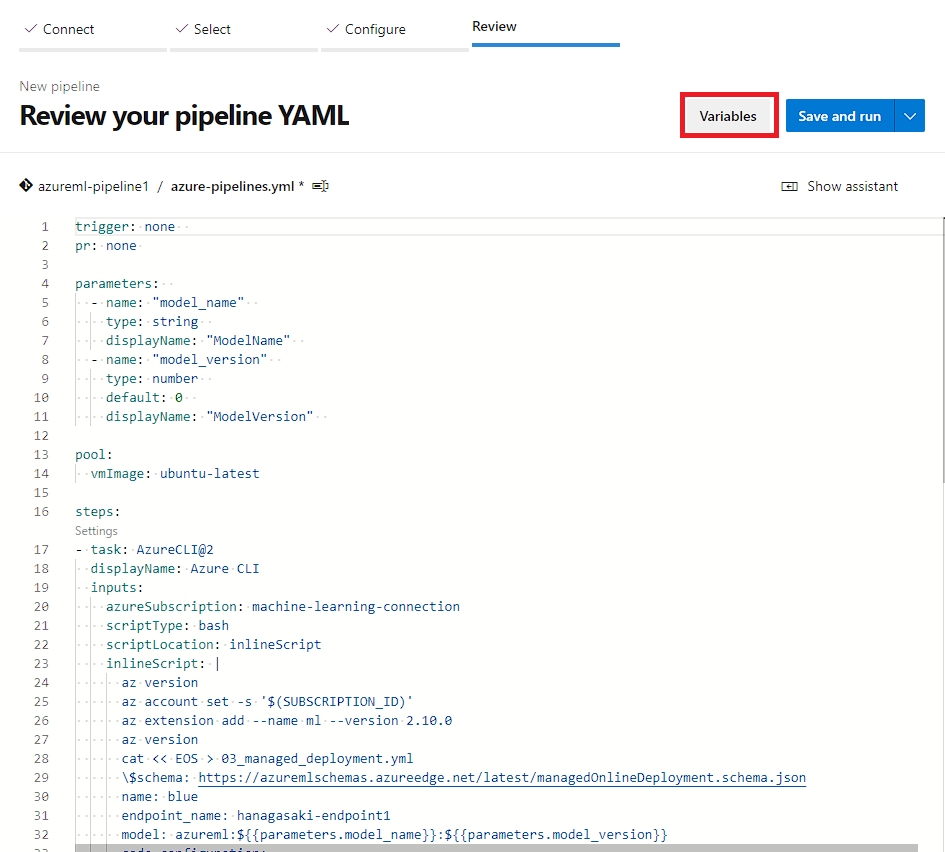 Connect
Select
Configure
Review
New pipeline
Review your pipeline YAML
Variables
Save and run
azureml-pipeline1 / azure-pipelines.yml *
Show assistant
1 trigger: none
2 pr: none
3
4 parameters:
5 - name: "model_name"
6 type: string
7 displayName: "ModelName"
8 - name: "model_version"
9 type: number
10 default: 0
11 displayName: "ModelVersion"
12
13 pool:
14 vmImage: ubuntu-latest
15
16 steps:
Settings
17 - task: AzureCLI@2
18 displayName: Azure CLI
19 inputs:
20 azureSubscription: machine-learning-connection
21 scriptType: bash
22 scriptLocation: inlineScript
23 inlineScript: |
24 az version
25 az account set -s '$(SUBSCRIPTION_ID)'
26 az extension add --name ml --version 2.10.0
27 az version
28 cat << EOS > 03_managed_deployment.yml
29 \$schema: https://azuremlschemas.azureedge.net/latest/managedOnlineDeployment.schema.json
30 name: blue
31 endpoint_name: hanagasaki-endpoint1
32 model: azureml:${{parameters.model_name}}:${{parameters.model_version}}